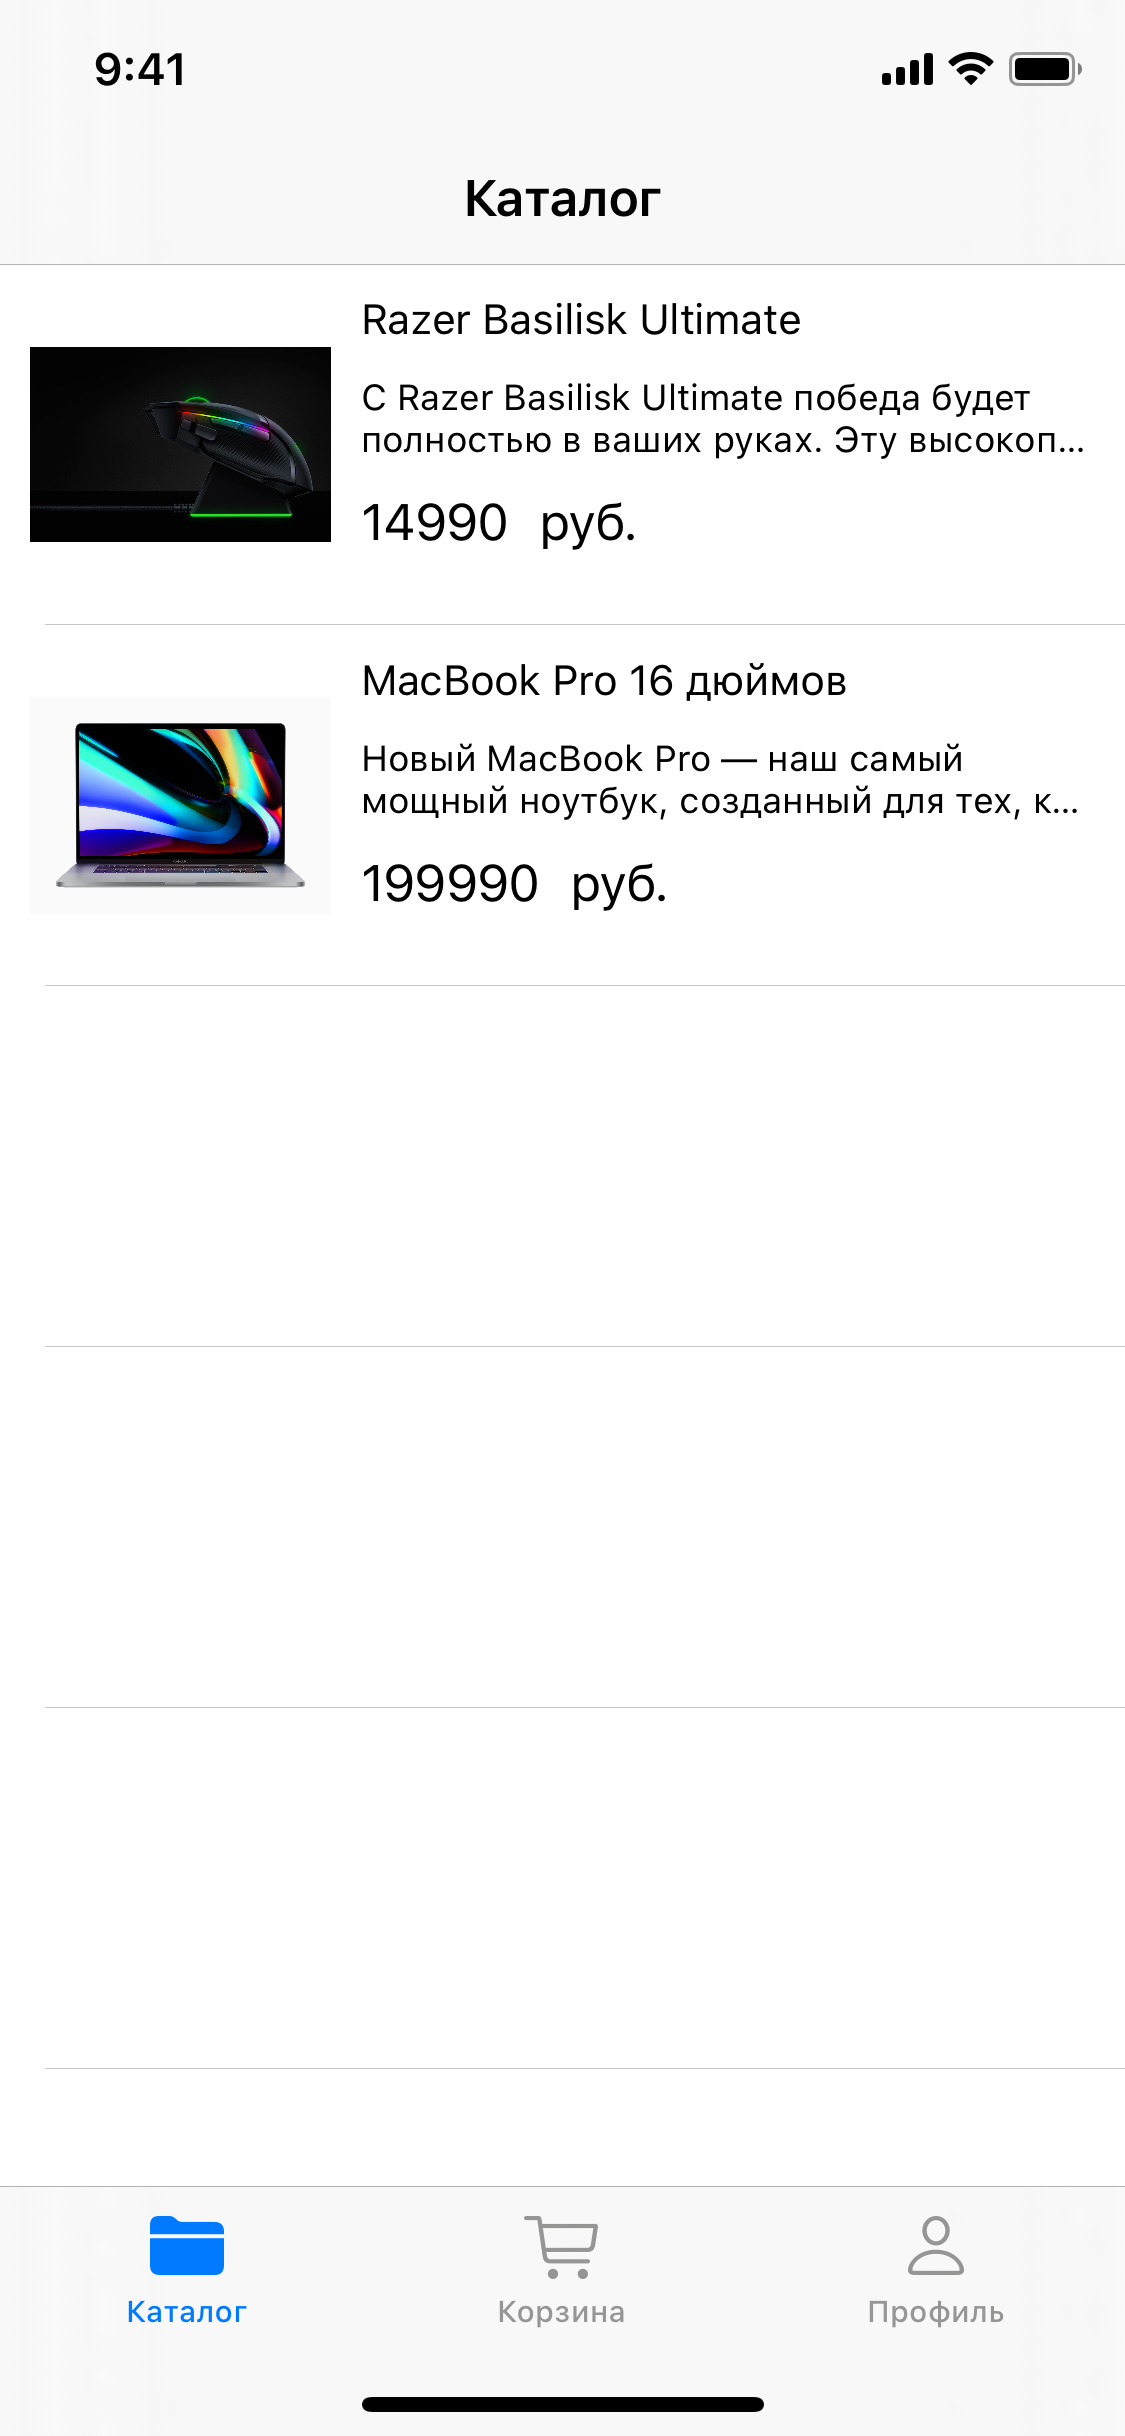 9:41
Каталог
Razer Basilisk Ultimate
С Razer Basilisk Ultimate победа будет
полностью в ваших руках. Эту высокоп...
14990 руб.
MacBook Pro 16 дюймов
Новый MacBook Pro — наш самый
мощный ноутбук, созданный для тех, к...
199990 руб.
Каталог
Корзина
Профиль